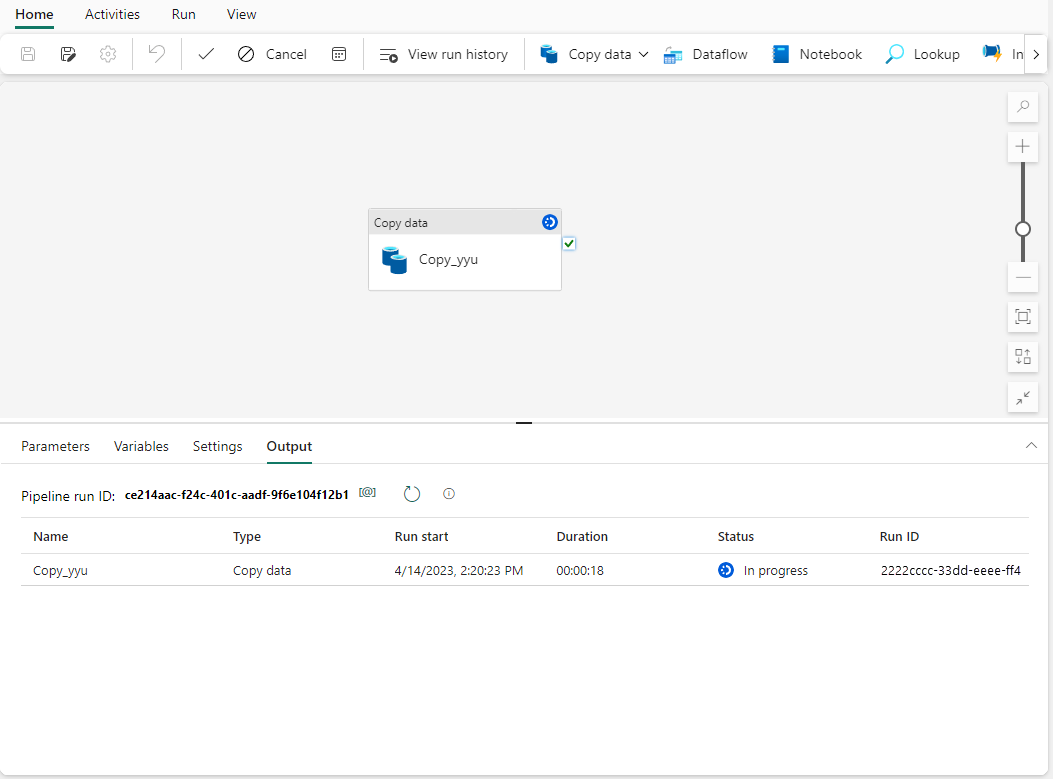 Home Activities Run View
Cancel View run history Copy data Dataflow Notebook Lookup In
Copy data
Copy_yyu
Parameters Variables Settings Output
Pipeline run ID: ce214aac-f24c-401c-aadf-9f6e104f12b1
Name Type Run start Duration Status Run ID
Copy_yyu Copy data 4/14/2023, 2:20:23 PM 00:00:18 In progress 2222cccc-33dd-eeee-ff4